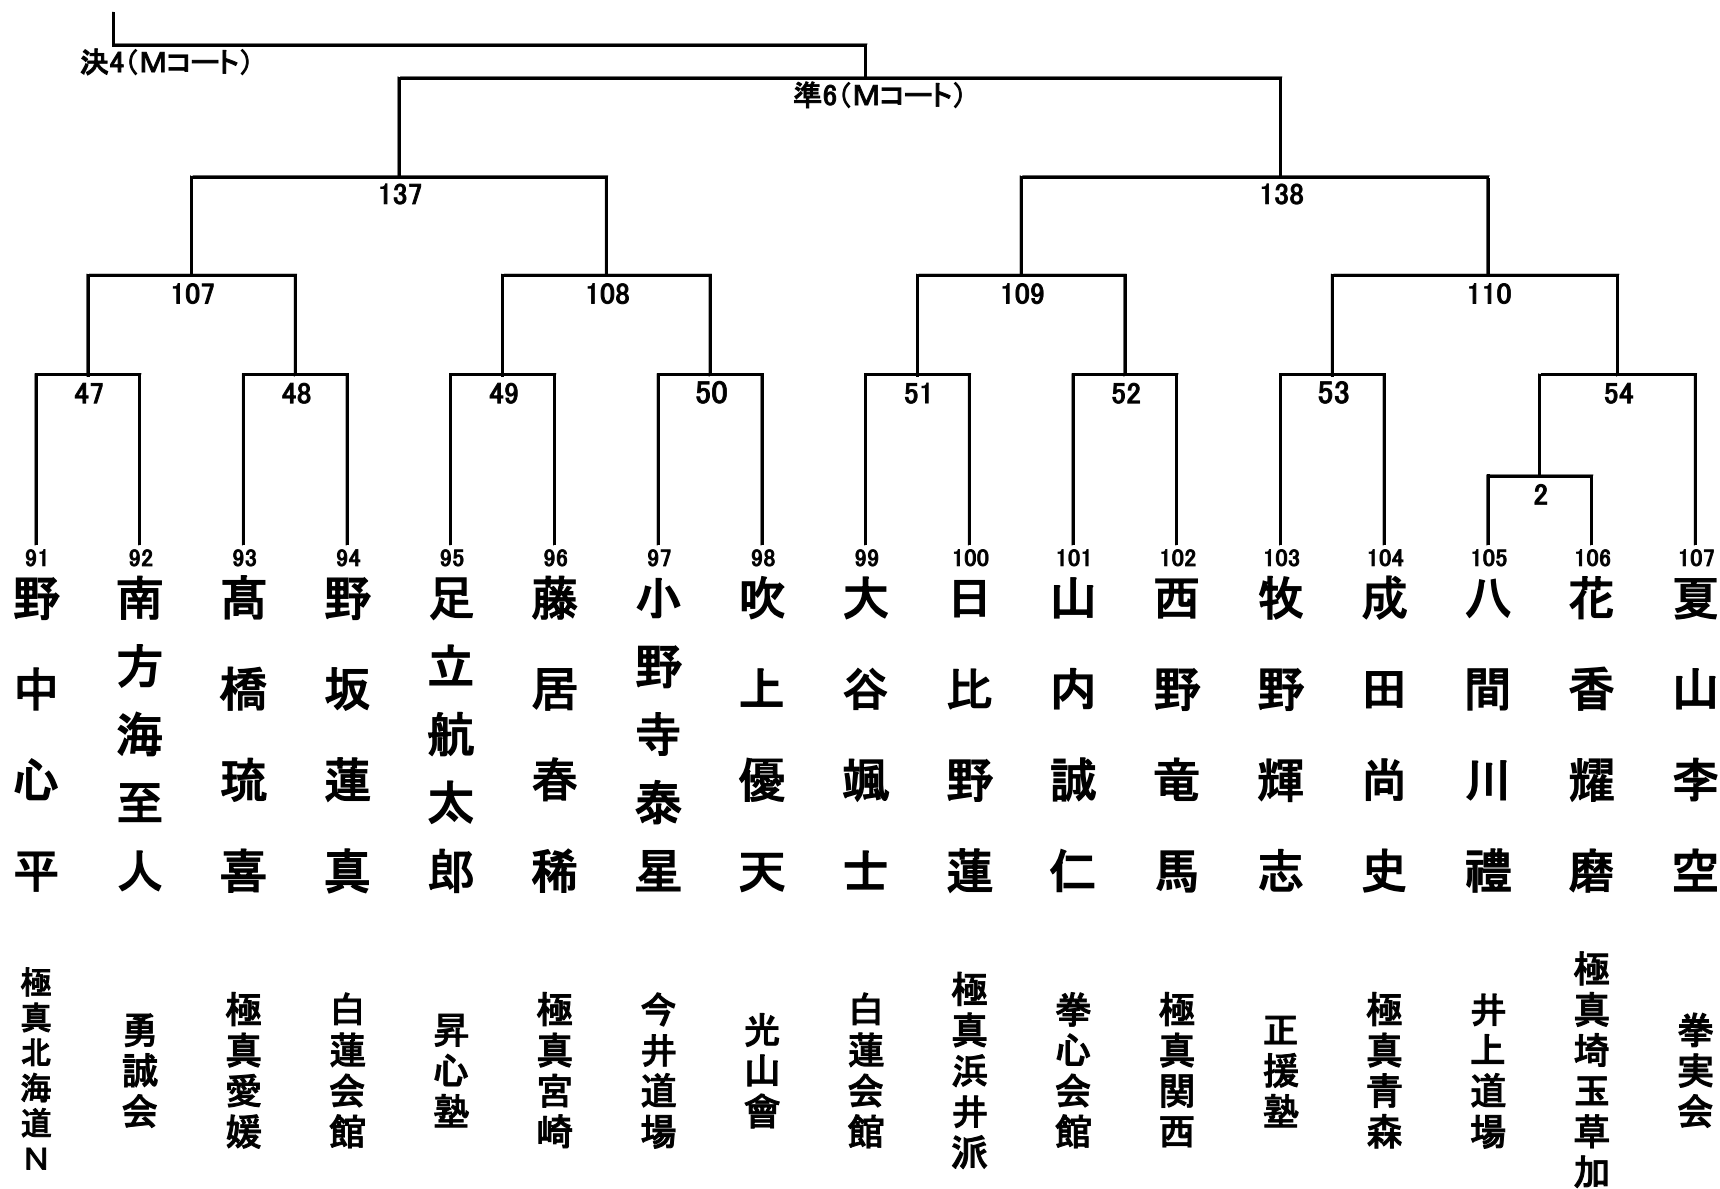 決4(Mコート)
準6(Mコート)
137
138
107
108
109
110
47
48
49
50
51
52
53
54
2
91
92
93
94
95
96
97
98
99
100
101
102
103
104
105
106
107
野中心平
南方海至人
髙橋琉喜
野坂蓮真
足立航太郎
藤居春稀
小野寺泰星
吹上優天
大谷颯士
日比野蓮
山内誠仁
西野竜馬
牧野輝志
成田尚史
八間川禮
花香耀磨
夏山李空
極真北海道N
勇誠会
極真愛媛
白蓮会館
昇心塾
極真宮崎
今井道場
光山會
白蓮会館
極真浜井派
拳心会館
極真関西
正援塾
極真青森
井上道場
極真埼玉草加
拳実会